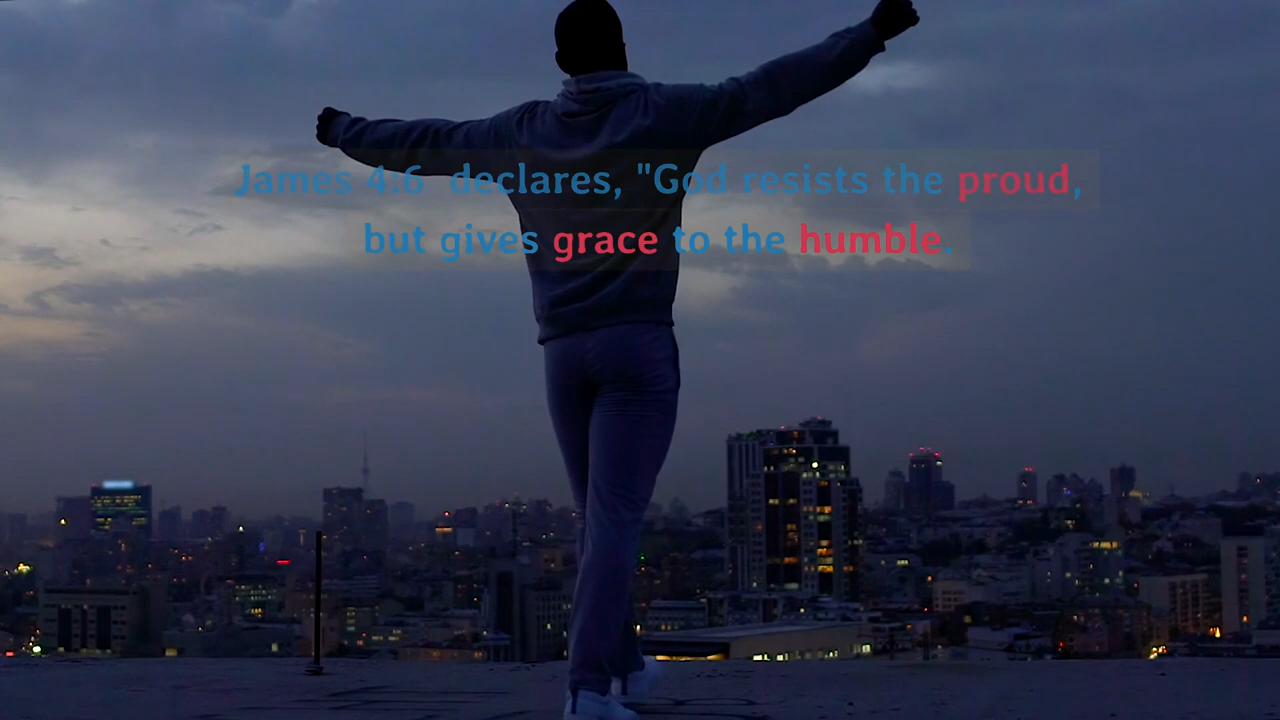 James 4:6 declares, "God resists the proud,
but gives grace to the humble.